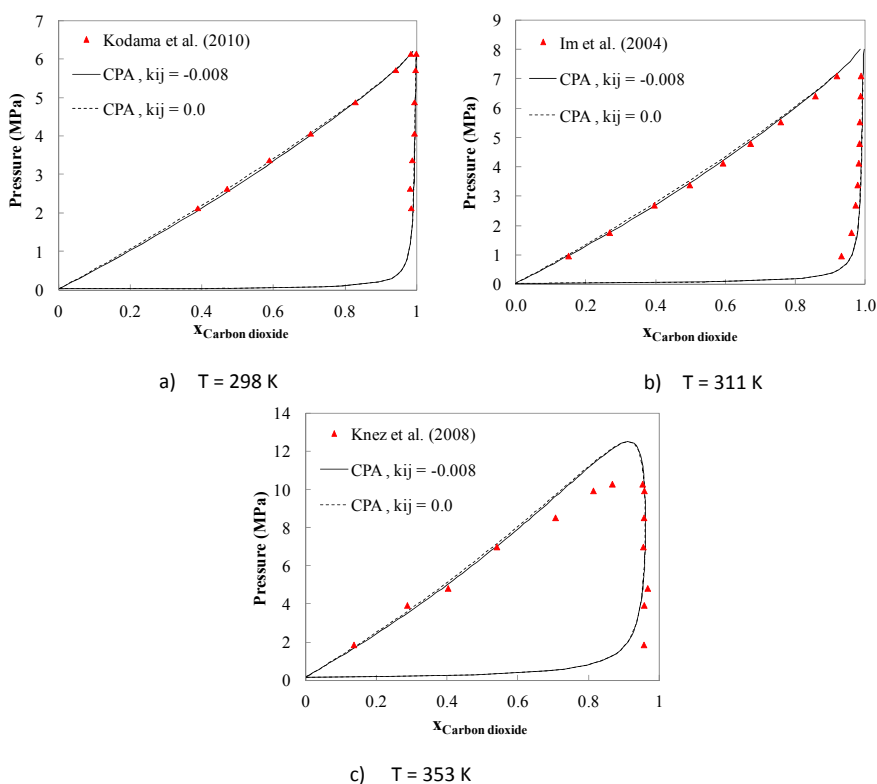 7
6
5
4
3
2
1
0
Pressure (MPa)
Kodama et al. (2010)
CPA , kij = -0.008
CPA , kij = 0.0
0 0.2 0.4 0.6 0.8 1
xCarbon dioxide
a) T = 298 K
9
8
7
6
5
4
3
2
1
0
Pressure (MPa)
Im et al. (2004)
CPA , kij = -0.008
CPA , kij = 0.0
0.0 0.2 0.4 0.6 0.8 1.0
xCarbon dioxide
b) T = 311 K
14
12
10
8
6
4
2
0
Pressure (MPa)
Knez et al. (2008)
CPA , kij = -0.008
CPA , kij = 0.0
0 0.2 0.4 0.6 0.8 1
xCarbon dioxide
c) T = 353 K